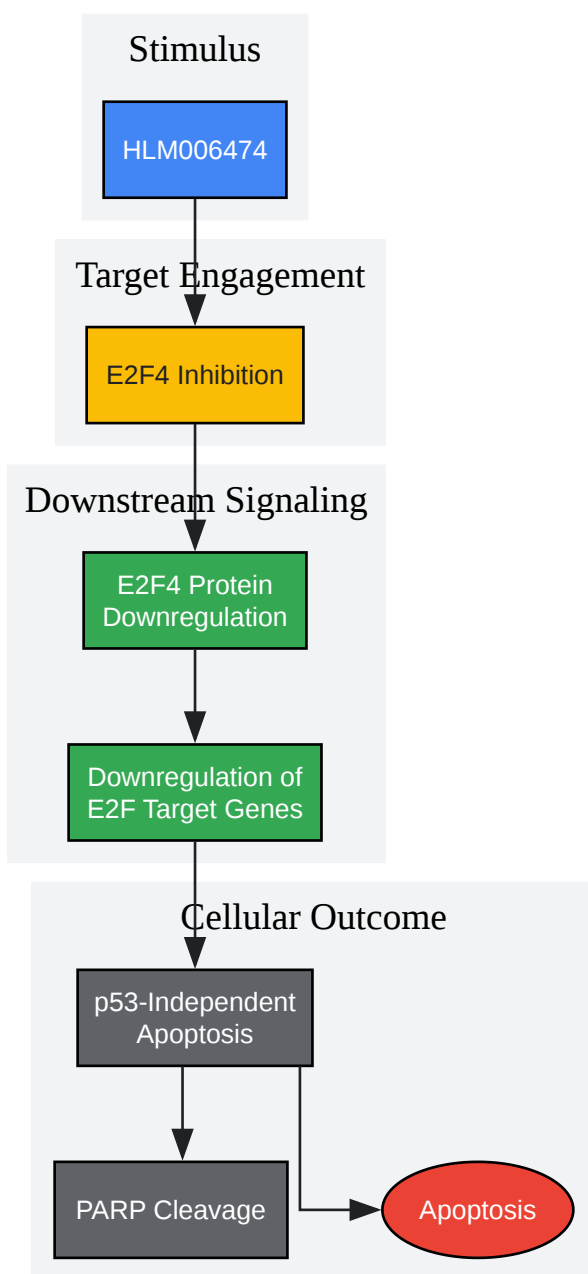 Stimulus
HLM006474
Target Engagement
E2F4 Inhibition
Downstream Signaling
E2F4 Protein
Downregulation
Downregulation of
E2F Target Genes
Cellular Outcome
p53-Independent
Apoptosis
PARP Cleavage
Apoptosis